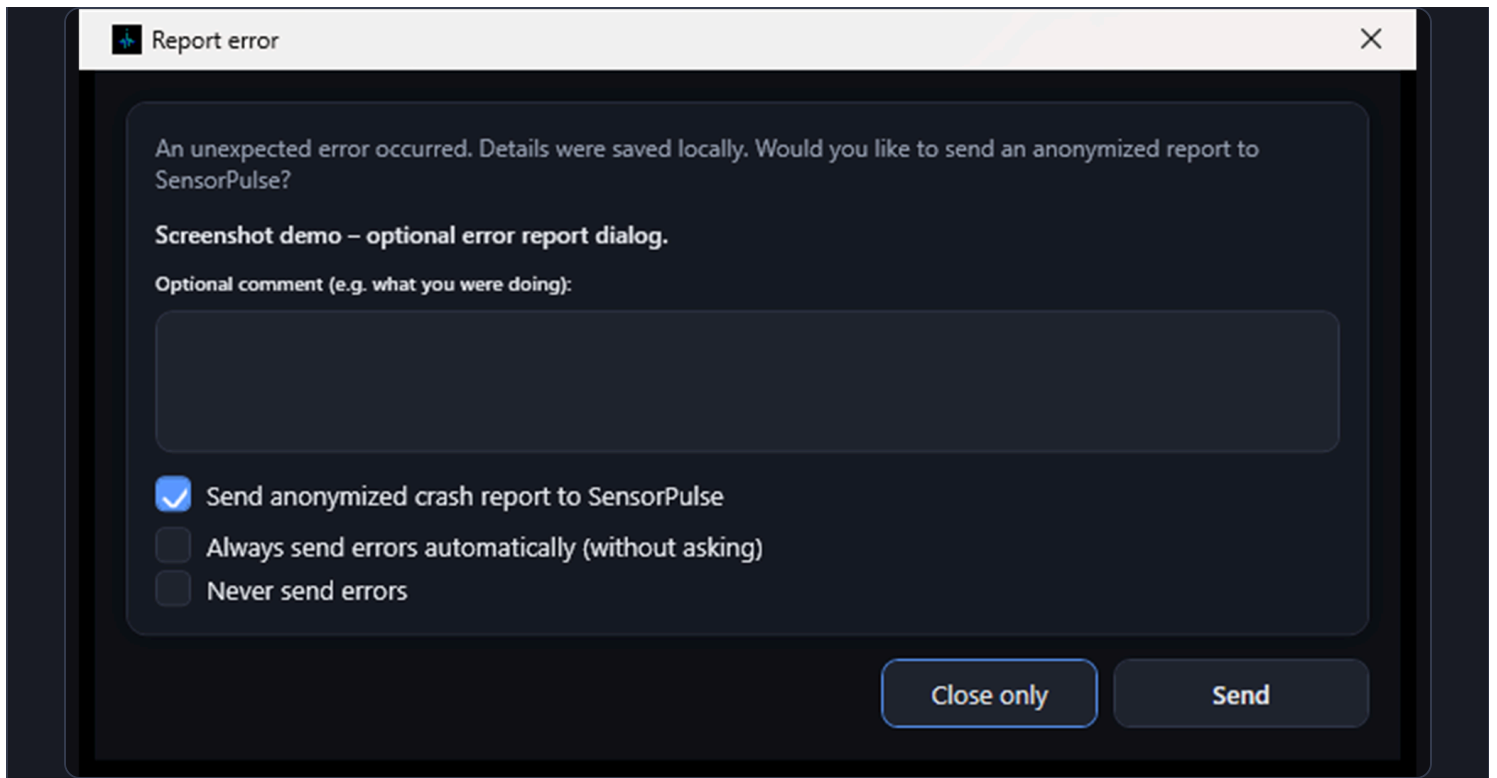 Report error
An unexpected error occurred. Details were saved locally. Would you like to send an anonymized report to
SensorPulse?
Screenshot demo – optional error report dialog.
Optional comment (e.g. what you were doing):
Send anonymized crash report to SensorPulse
Always send errors automatically (without asking)
Never send errors
Close only
Send